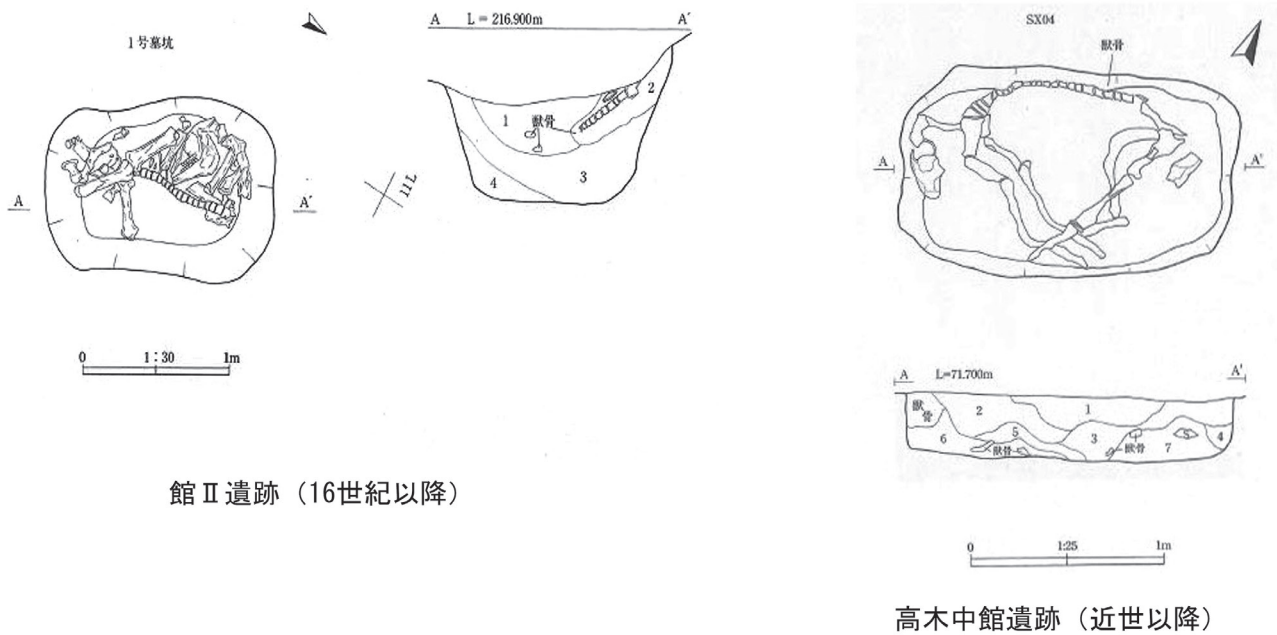 1号墓坑
A L = 216.900m A´
1
獣骨
2
3
4
A A´
11L
0 1:30 1m
館Ⅱ遺跡（16世紀以降）
SX04
獣骨
A A'
A L=71.700m A'
獣骨
2
1
6
5
獣骨
3
獣骨
S
7
4
0 1:25 1m
高木中館遺跡（近世以降）